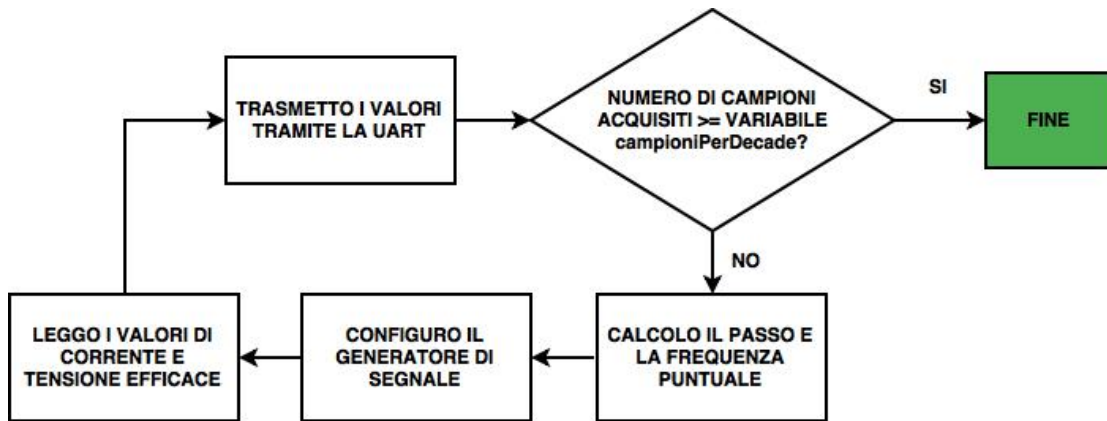 TRASMETTO I VALORI
TRAMITE LA UART
NUMERO DI CAMPIONI
ACQUISITI >= VARIABILE
campioniPerDecade?
SI
FINE
NO
LEGGO I VALORI DI
CORRENTE E
TENSIONE EFFICACE
CONFIGURO IL
GENERATORE DI
SEGNALE
CALCOLO IL PASSO E
LA FREQUENZA
PUNTUALE